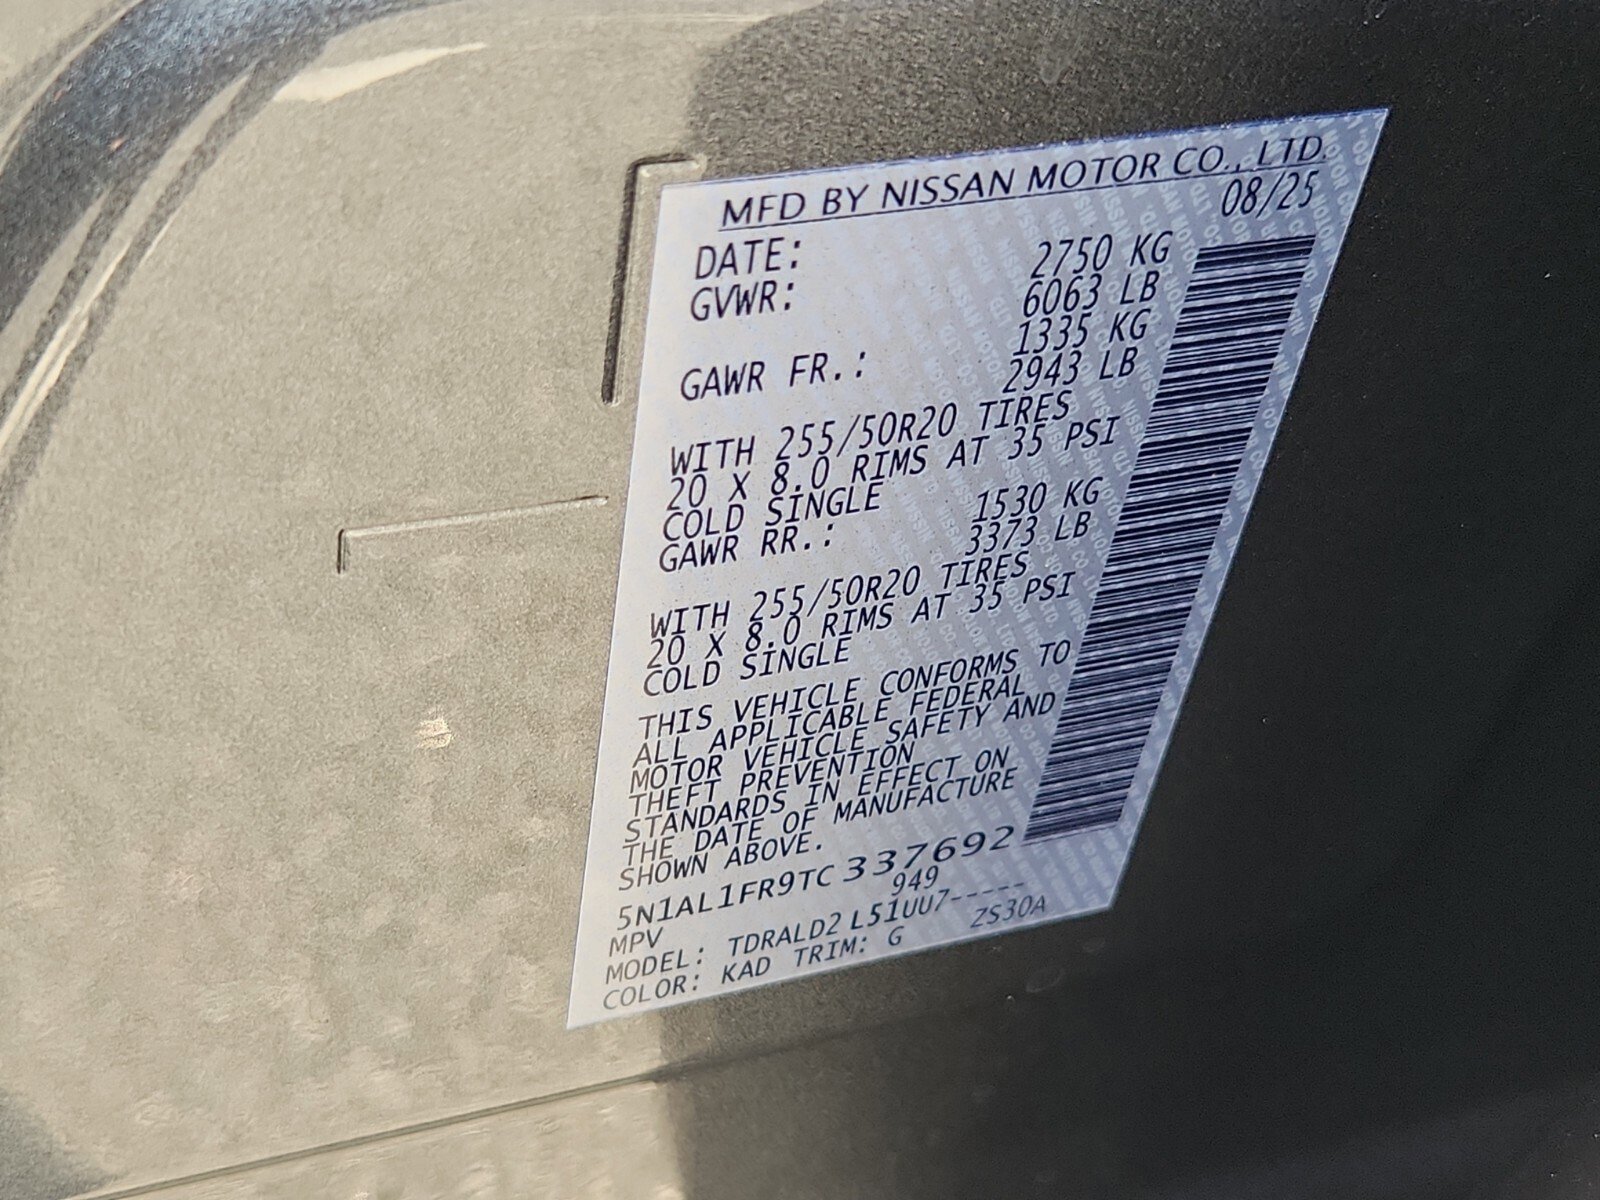 MFD BY NISSAN MOTOR CO., LTD.
DATE: 08/25
GVWR: 2750 KG
6063 LB
GAWR FR.: 1335 KG
2943 LB
WITH 255/50R20 TIRES
20 X 8.0 RIMS AT 35 PSI
COLD SINGLE
GAWR RR.: 1530 KG
3373 LB
WITH 255/50R20 TIRES
20 X 8.0 RIMS AT 35 PSI
COLD SINGLE
THIS VEHICLE CONFORMS TO
ALL APPLICABLE FEDERAL
MOTOR VEHICLE SAFETY AND
THEFT PREVENTION
STANDARDS IN EFFECT ON
THE DATE OF MANUFACTURE
SHOWN ABOVE.
5N1AL1FR9TC337692
MPV 949
MODEL: TDRALD2 L51UU7-----
COLOR: KAD TRIM: G ZS30A